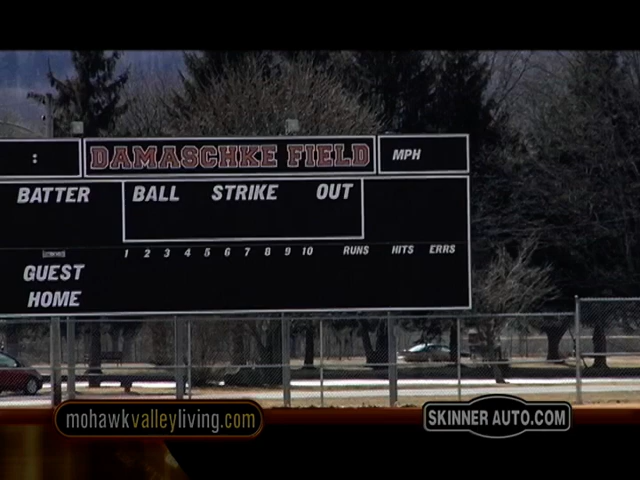 :
DAMASCHKE FIELD
MPH
BATTER
BALL STRIKE OUT
1 2 3 4 5 6 7 8 9 10 RUNS HITS ERRS
GUEST
HOME
mohawkvalleyliving.com
SKINNER AUTO.COM